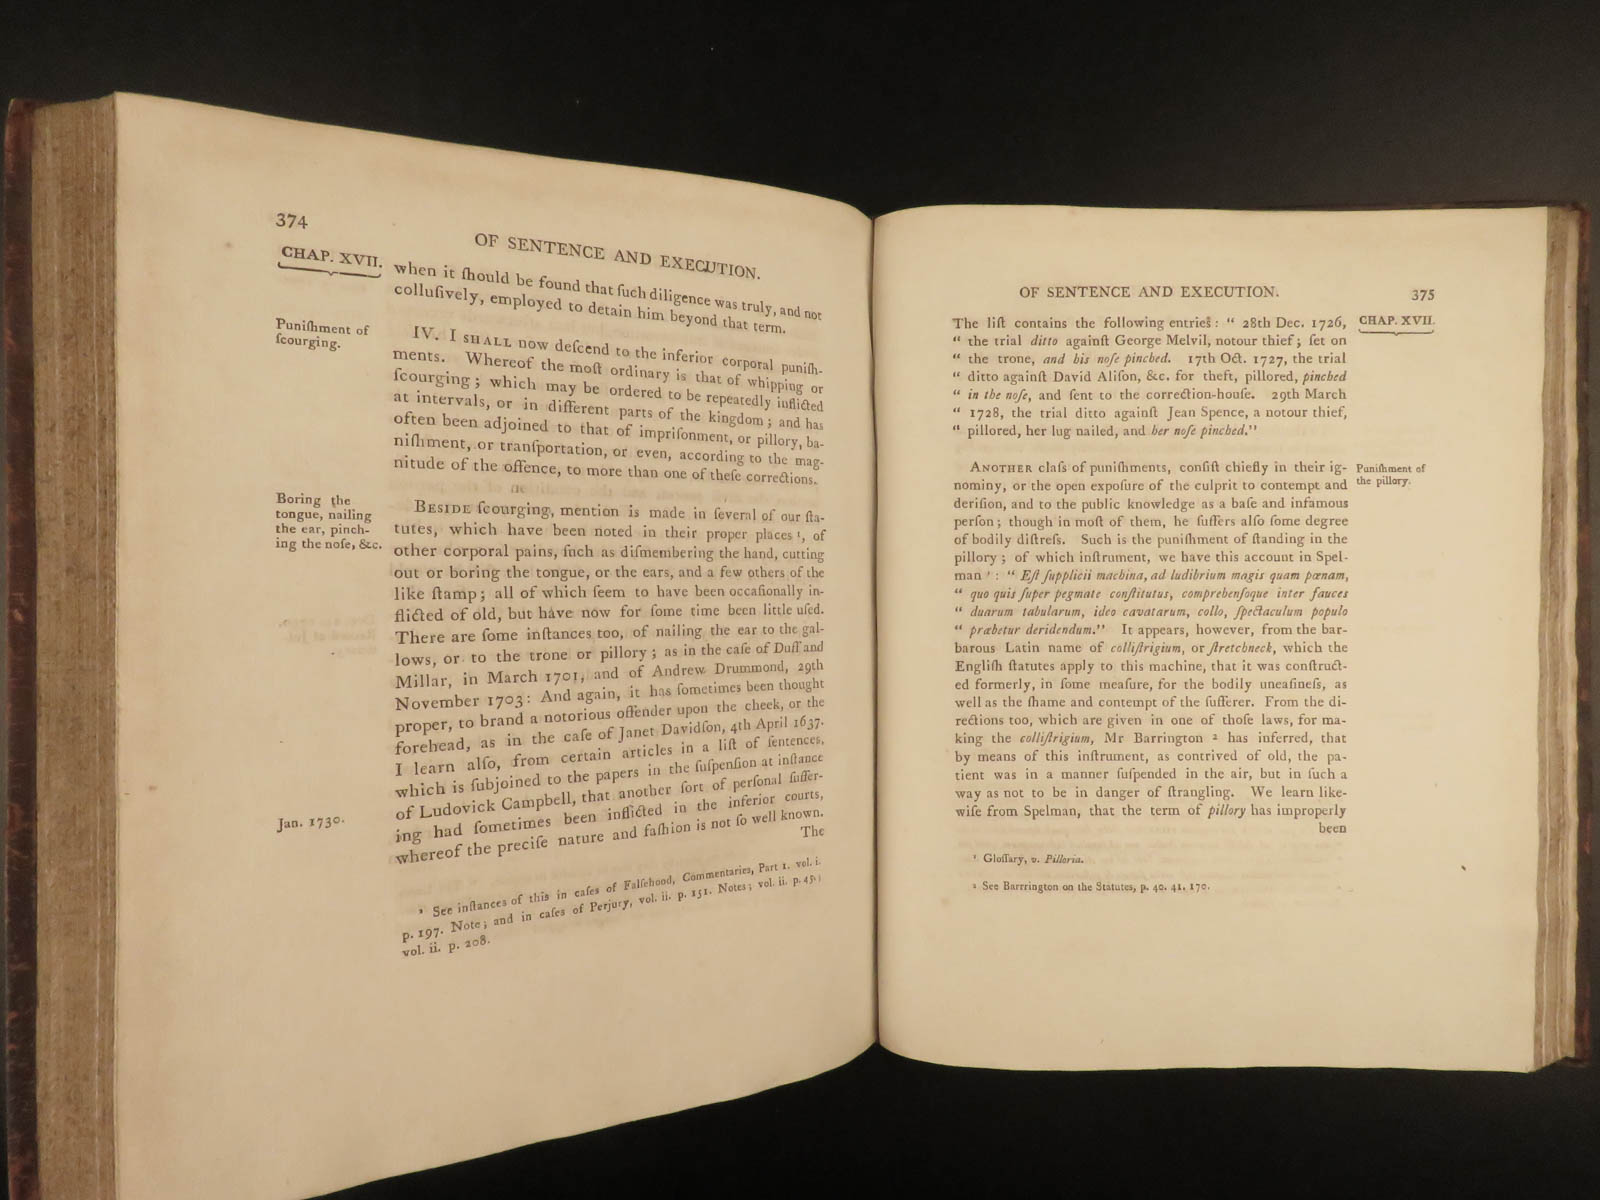 374
OF SENTENCE AND EXECUTION.
CHAP. XVII.
when it ſhould be found that ſuch diligence was truly, and not
colluſively, employed to detain him beyond that term.
Puniſhment of
ſcourging.
IV. I SHALL now deſcend to the inferior corporal puniſh-
ments. Whereof the moſt ordinary is that of whipping or
ſcourging; which may be ordered to be repeatedly inflicted
at intervals, or in different parts of the kingdom; and has
often been adjoined to that of impriſonment, or pillory, ba-
niſhment, or tranſportation, or even, according to the mag-
nitude of the offence, to more than one of theſe corrections.
Boring the
tongue, nailing
the ear, pinch-
ing the noſe, &c.
BESIDE ſcourging, mention is made in ſeveral of our ſta-
tutes, which have been noted in their proper places ¹, of
other corporal pains, ſuch as diſmembering the hand, cutting
out or boring the tongue, or the ears, and a few others of the
like ſtamp; all of which ſeem to have been occaſionally in-
flicted of old, but have now for ſome time been little uſed.
There are ſome inſtances too, of nailing the ear to the gal-
lows, or to the trone or pillory; as in the caſe of Duff and
Millar, in March 1701, and of Andrew Drummond, 29th
November 1703: And again, it has ſometimes been thought
proper, to brand a notorious offender upon the cheek, or the
forehead, as in the caſe of Janet Davidſon, 4th April 1637.
I learn alſo, from certain articles in a liſt of ſentences,
which is ſubjoined to the papers in the ſuſpenſion at inſtance
Jan. 1730.
of Ludovick Campbell, that another ſort of perſonal ſuffer-
ing had ſometimes been inflicted in the inferior courts,
whereof the preciſe nature and faſhion is not ſo well known.
The
¹ See inſtances of this in caſes of Falſehood, Commentaries, Part 1. vol. i.
p. 197. Note; and in caſes of Perjury, vol. ii. p. 151. Notes; vol. ii. p. 45.;
vol. ii. p. 208.
OF SENTENCE AND EXECUTION.
375
CHAP. XVII.
The liſt contains the following entries: “ 28th Dec. 1726,
“ the trial ditto againſt George Melvil, notour thief; ſet on
“ the trone, and his noſe pinched. 17th Oct. 1727, the trial
“ ditto againſt David Aliſon, &c. for theft, pillored, pinched
“ in the noſe, and ſent to the correction-houſe. 29th March
“ 1728, the trial ditto againſt Jean Spence, a notour thief,
“ pillored, her lug nailed, and her noſe pinched.”
Puniſhment of
the pillory.
ANOTHER claſs of puniſhments, conſiſt chiefly in their ig-
nominy, or the open expoſure of the culprit to contempt and
deriſion, and to the public knowledge as a baſe and infamous
perſon; though in moſt of them, he ſuffers alſo ſome degree
of bodily diſtreſs. Such is the puniſhment of ſtanding in the
pillory; of which inſtrument, we have this account in Spel-
man ¹: “ Eſt ſupplicii machina, ad ludibrium magis quam pœnam,
“ quo quis ſuper pegmate conſtitutus, comprehenſoque inter fauces
“ duarum tabularum, ideo cavatarum, collo, ſpectaculum populo
“ præbetur deridendum.” It appears, however, from the bar-
barous Latin name of colliſtrigium, or ſtretchneck, which the
Engliſh ſtatutes apply to this machine, that it was conſtruct-
ed formerly, in ſome meaſure, for the bodily uneaſineſs, as
well as the ſhame and contempt of the ſufferer. From the di-
rections too, which are given in one of thoſe laws, for ma-
king the colliſtrigium, Mr Barrington ² has inferred, that
by means of this inſtrument, as contrived of old, the pa-
tient was in a manner ſuſpended in the air, but in ſuch a
way as not to be in danger of ſtrangling. We learn like-
wiſe from Spelman, that the term of pillory has improperly
been
¹ Gloſſary, v. Pilloria.
² See Barrrington on the Statutes, p. 40. 41. 170.